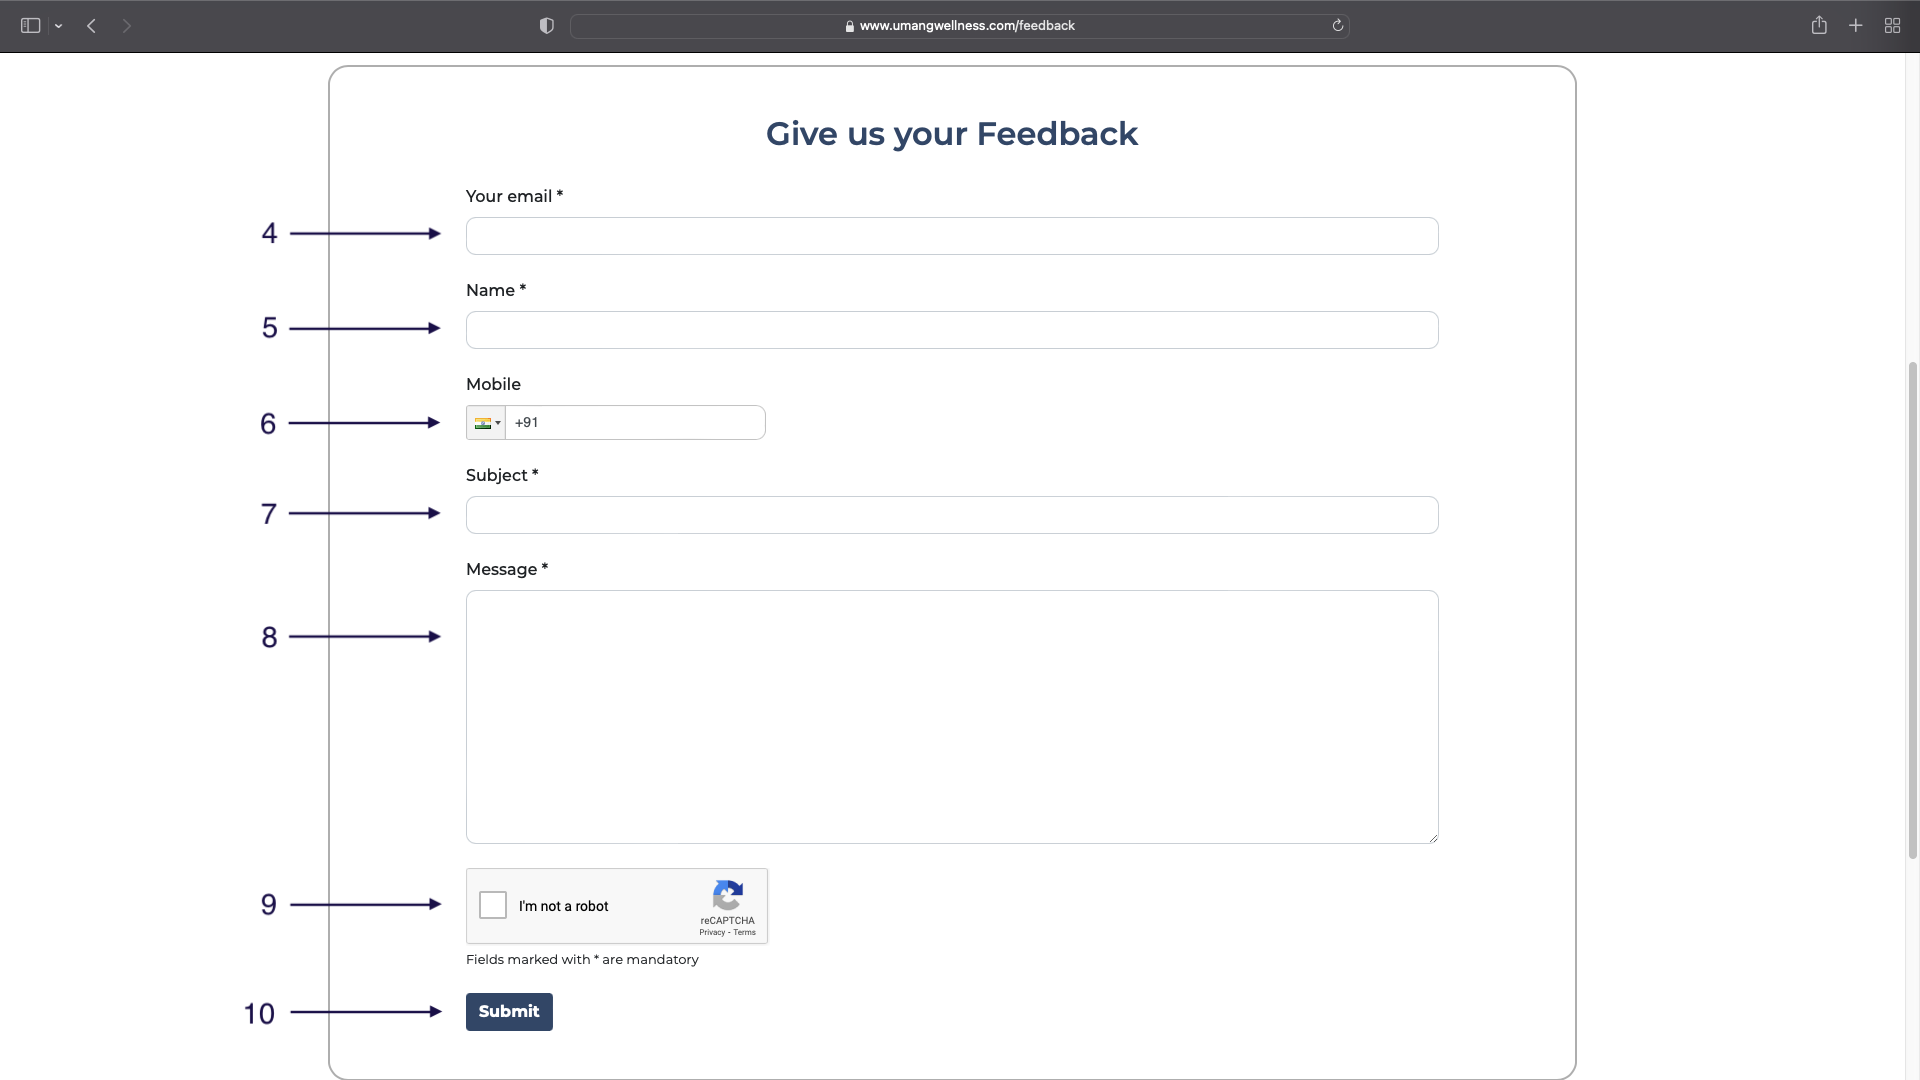 www.umangwellness.com/feedback
Give us your Feedback
Your email *
4
Name *
5
Mobile
6 +91
Subject *
7
Message *
8
9 I'm not a robot
reCAPTCHA
Privacy - Terms
Fields marked with * are mandatory
10 Submit